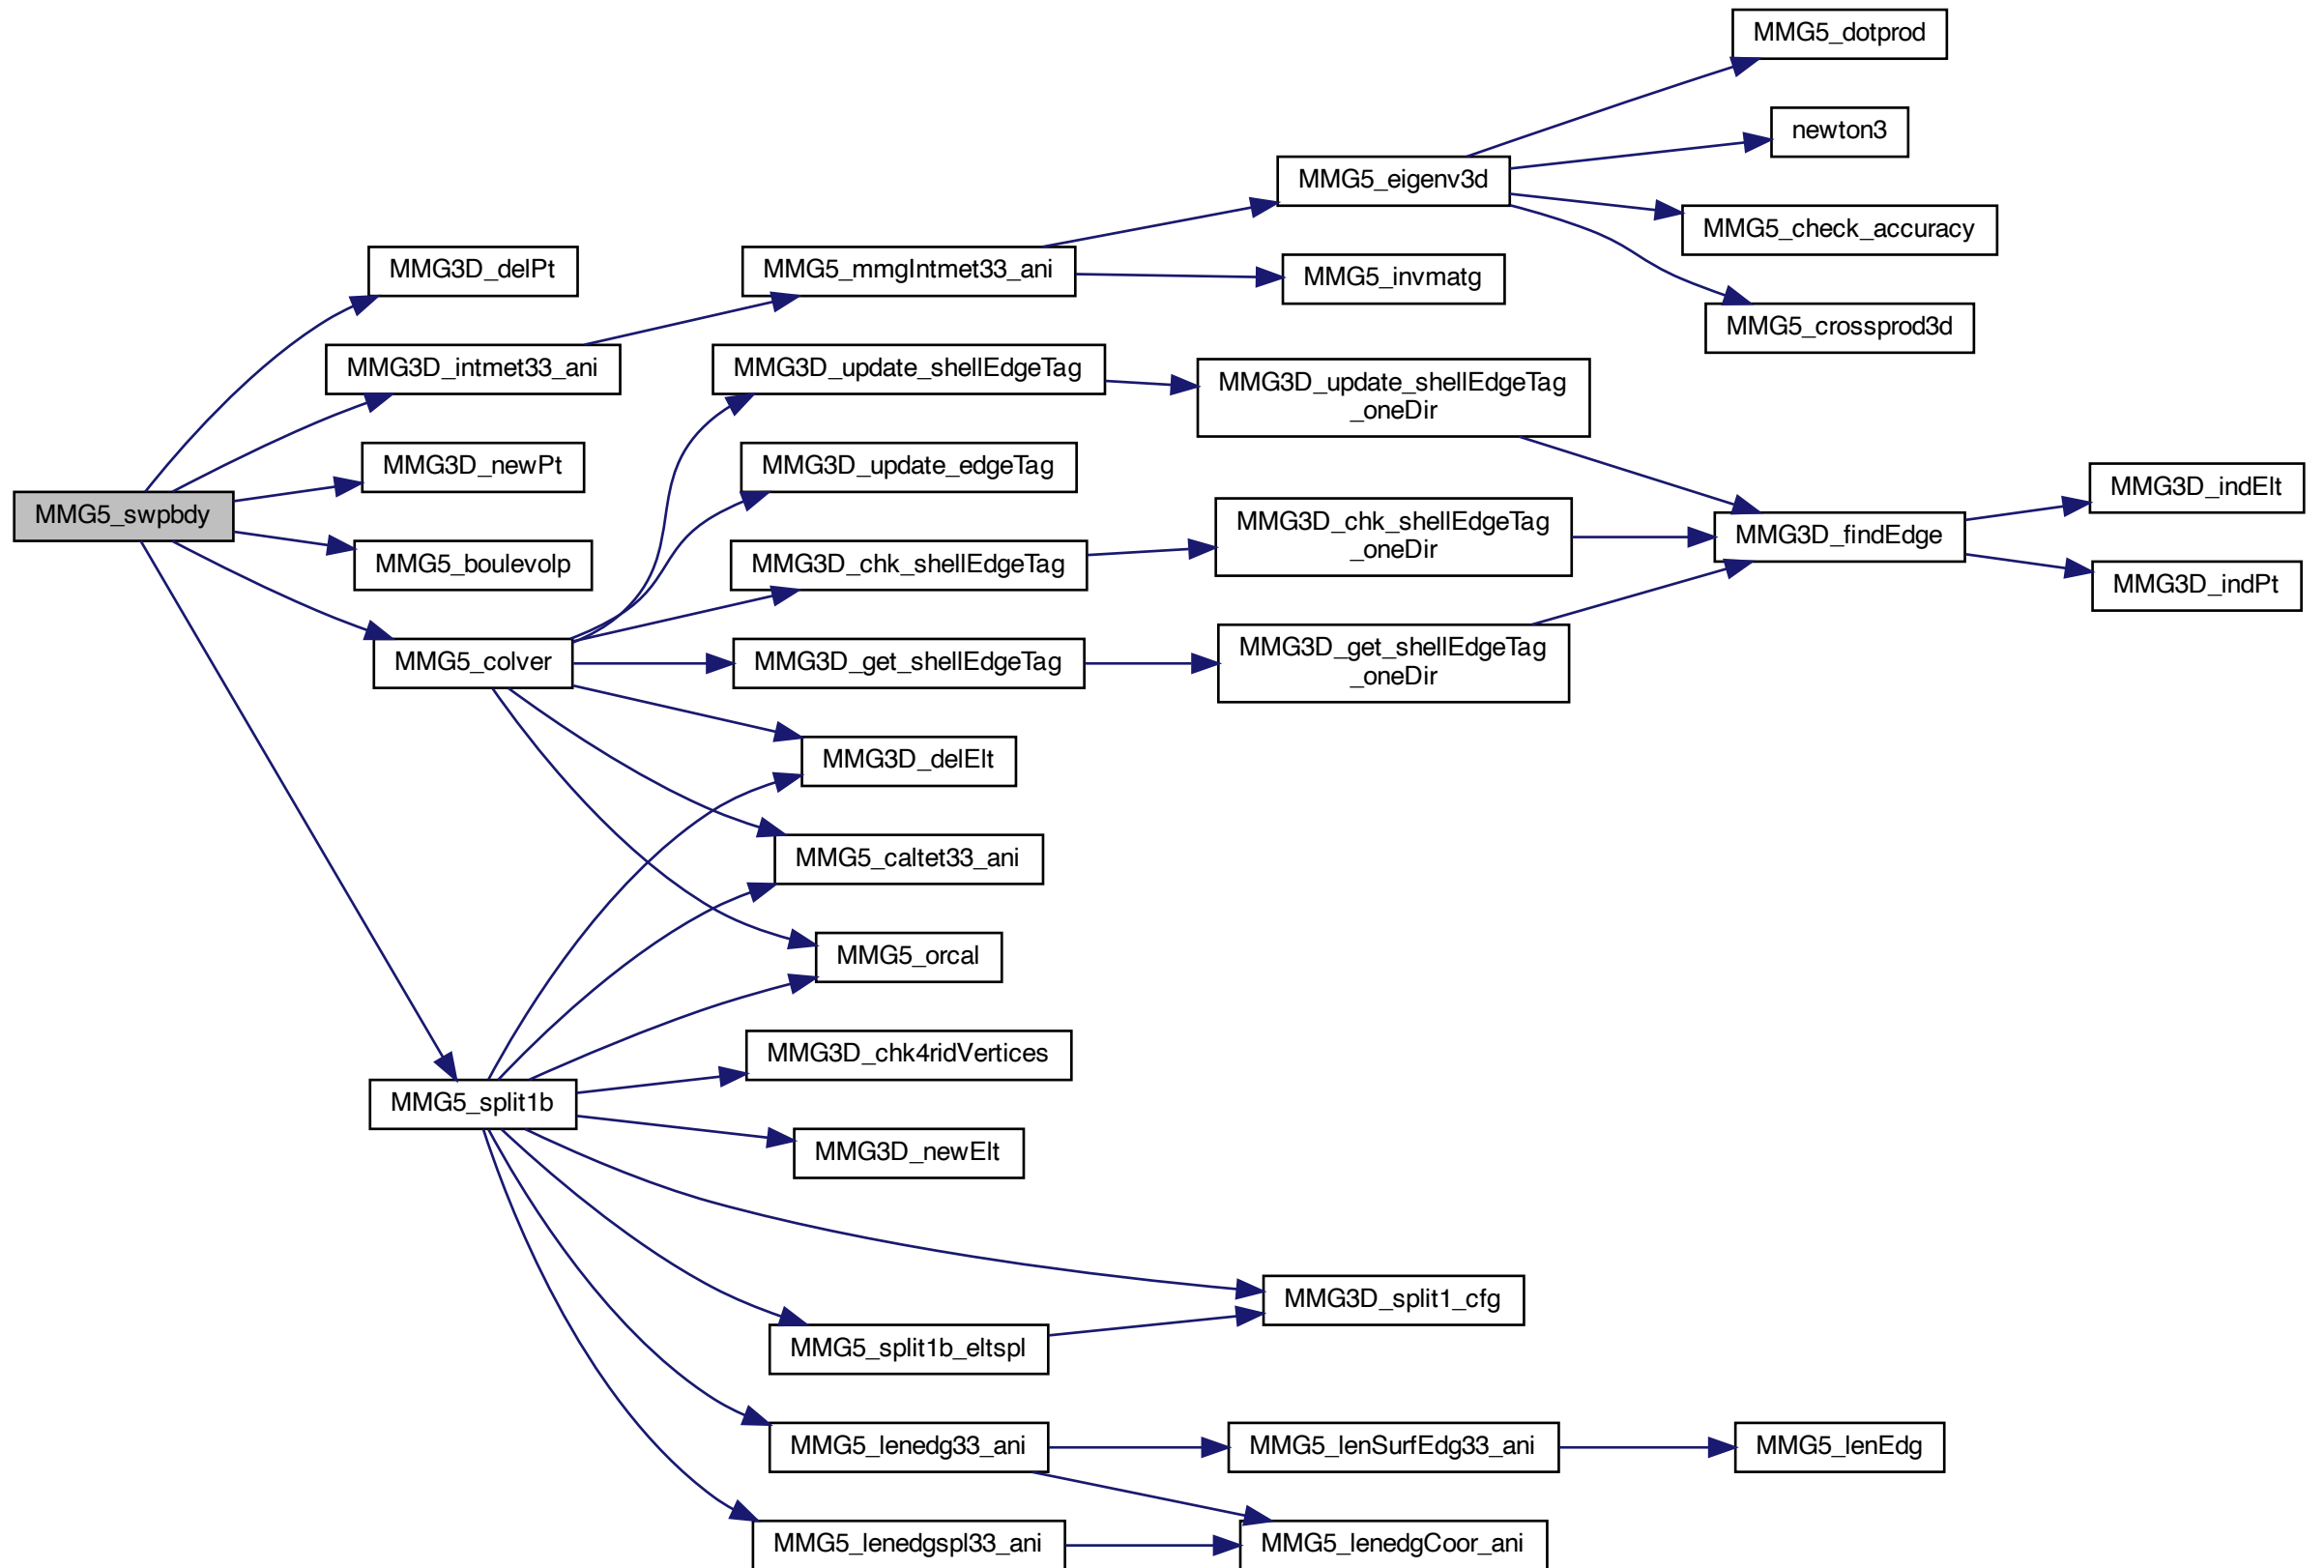 MMG5_dotprod
newton3
MMG5_eigenv3d
MMG5_check_accuracy
MMG3D_delPt
MMG5_mmgIntmet33_ani
MMG5_invmatg
MMG5_crossprod3d
MMG3D_intmet33_ani
MMG3D_update_shellEdgeTag
MMG3D_update_shellEdgeTag
_oneDir
MMG3D_newPt
MMG3D_update_edgeTag
MMG3D_indElt
MMG5_swpbdy
MMG3D_chk_shellEdgeTag
_oneDir
MMG3D_findEdge
MMG5_boulevolp
MMG3D_chk_shellEdgeTag
MMG3D_indPt
MMG5_colver
MMG3D_get_shellEdgeTag
MMG3D_get_shellEdgeTag
_oneDir
MMG3D_delElt
MMG5_caltet33_ani
MMG5_orcal
MMG3D_chk4ridVertices
MMG5_split1b
MMG3D_newElt
MMG3D_split1_cfg
MMG5_split1b_eltspl
MMG5_lenedg33_ani
MMG5_lenSurfEdg33_ani
MMG5_lenEdg
MMG5_lenedgspl33_ani
MMG5_lenedgCoor_ani